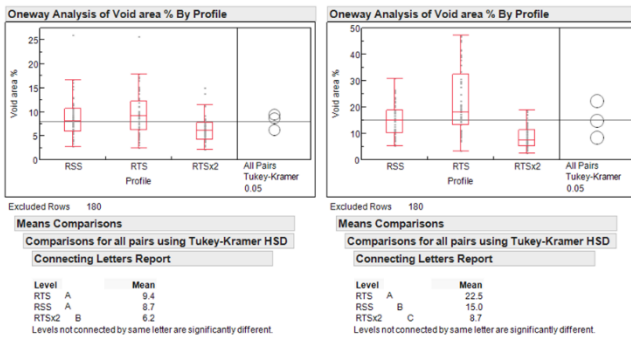 Oneway Analysis of Void area % By Profile
Void area %
25
20
15
10
5
0
RSS RTS RTSx2 All Pairs
Tukey-Kramer
0.05
Profile
Excluded Rows 180
Means Comparisons
Comparisons for all pairs using Tukey-Kramer HSD
Connecting Letters Report
Level Mean
RTS A 9.4
RSS A 8.7
RTSx2 B 6.2
Levels not connected by same letter are significantly different.
Oneway Analysis of Void area % By Profile
Void area %
50
40
30
20
10
0
RSS RTS RTSx2 All Pairs
Tukey-Kramer
0.05
Profile
Excluded Rows 180
Means Comparisons
Comparisons for all pairs using Tukey-Kramer HSD
Connecting Letters Report
Level Mean
RTS A 22.5
RSS B 15.0
RTSx2 C 8.7
Levels not connected by same letter are significantly different.